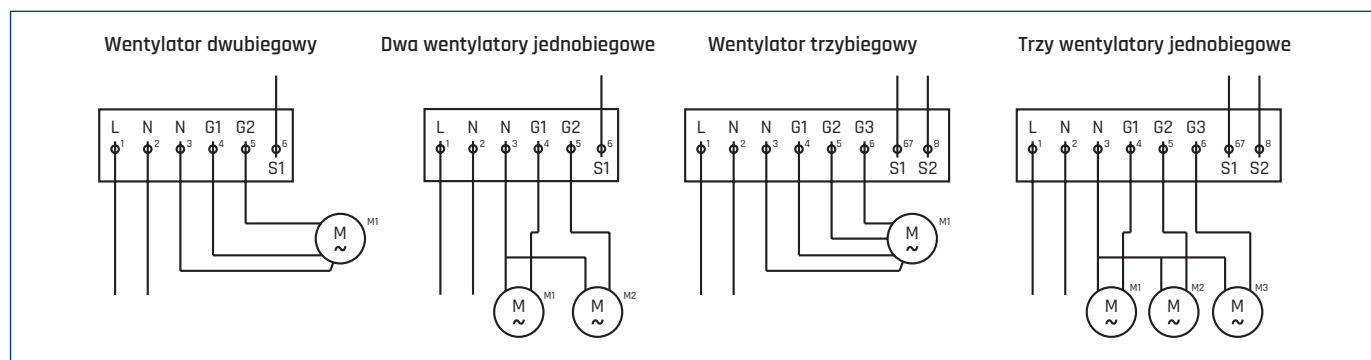 Wentylator dwubiegowy
L N N G1 G2
1 2 3 4 5 6
S1
M1
M
~
Dwa wentylatory jednobiegowe
L N N G1 G2
1 2 3 4 5 6
S1
M M1 M M2
~ ~
Wentylator trzybiegowy
L N N G1 G2 G3
1 2 3 4 5 6 67 8
S1 S2
M1
M
~
Trzy wentylatory jednobiegowe
L N N G1 G2 G3
1 2 3 4 5 6 67 8
S1 S2
M M1 M M2 M M3
~ ~ ~